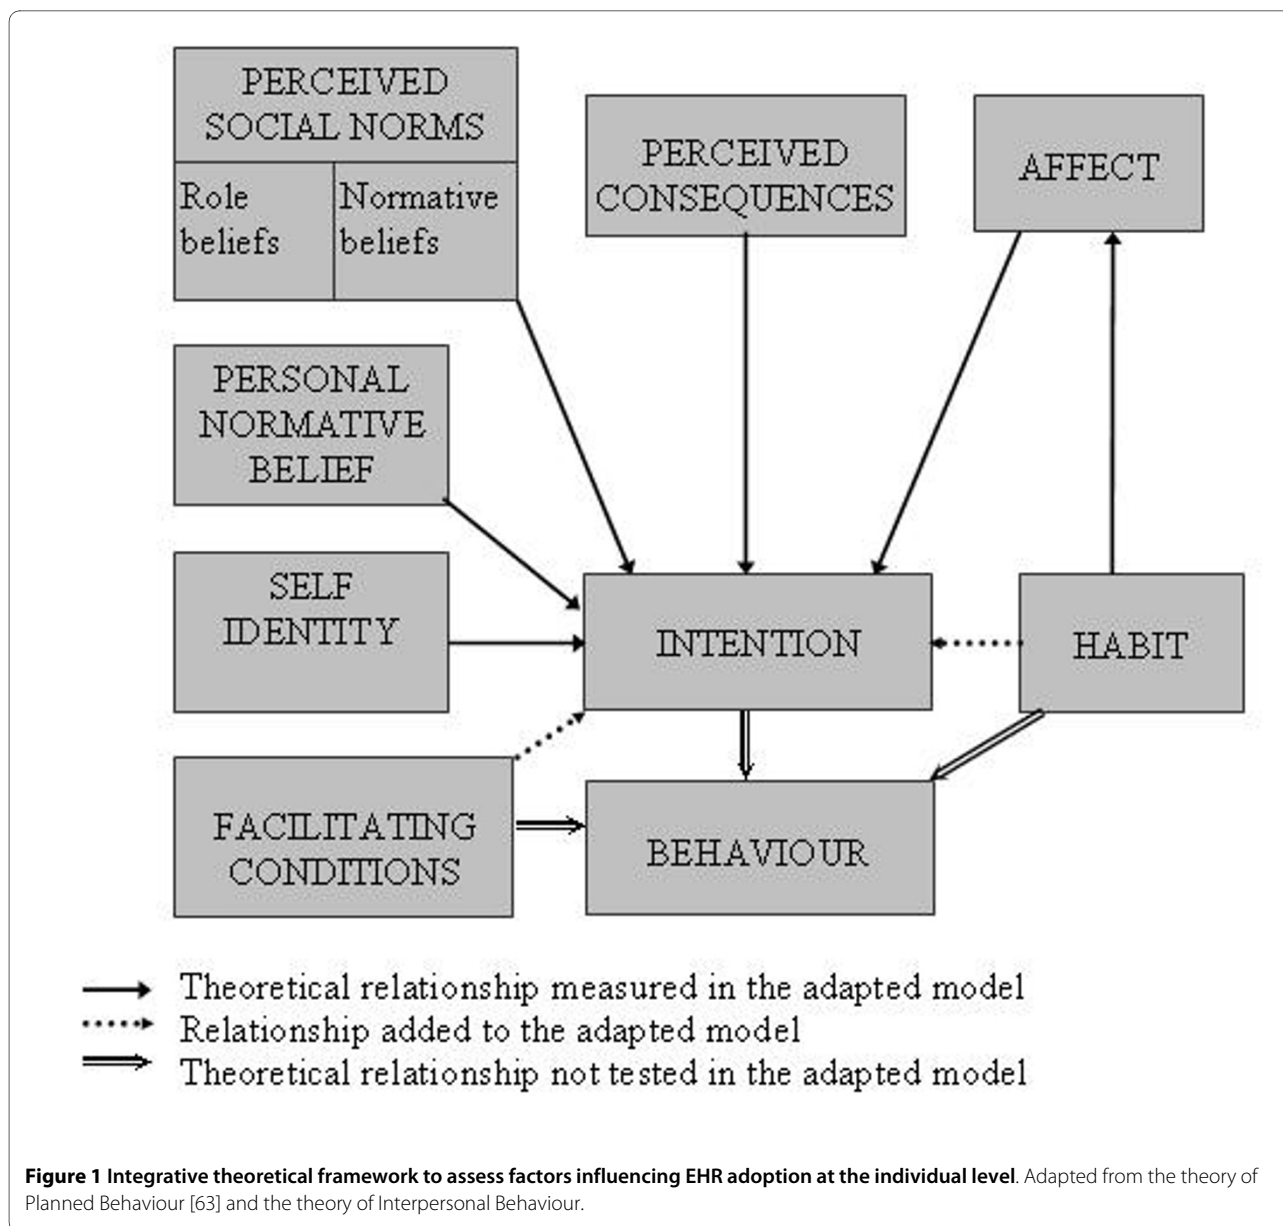 PERCEIVED
SOCIAL NORMS
Role
beliefs
Normative
beliefs
PERCEIVED
CONSEQUENCES
AFFECT
PERSONAL
NORMATIVE
BELIEF
SELF
IDENTITY
INTENTION
HABIT
FACILITATING
CONDITIONS
BEHAVIOUR
Theoretical relationship measured in the adapted model
Relationship added to the adapted model
Theoretical relationship not tested in the adapted model
Figure 1 Integrative theoretical framework to assess factors influencing EHR adoption at the individual level. Adapted from the theory of
Planned Behaviour [63] and the theory of Interpersonal Behaviour.